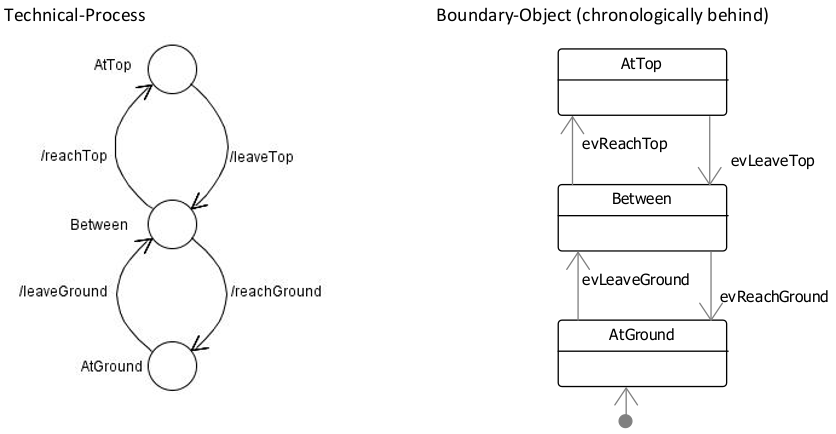 Technical-Process
AtTop
/reachTop
/leaveTop
Between
/leaveGround
/reachGround
AtGround
Boundary-Object (chronologically behind)
AtTop
evReachTop
evLeaveTop
Between
evLeaveGround
evReachGround
AtGround